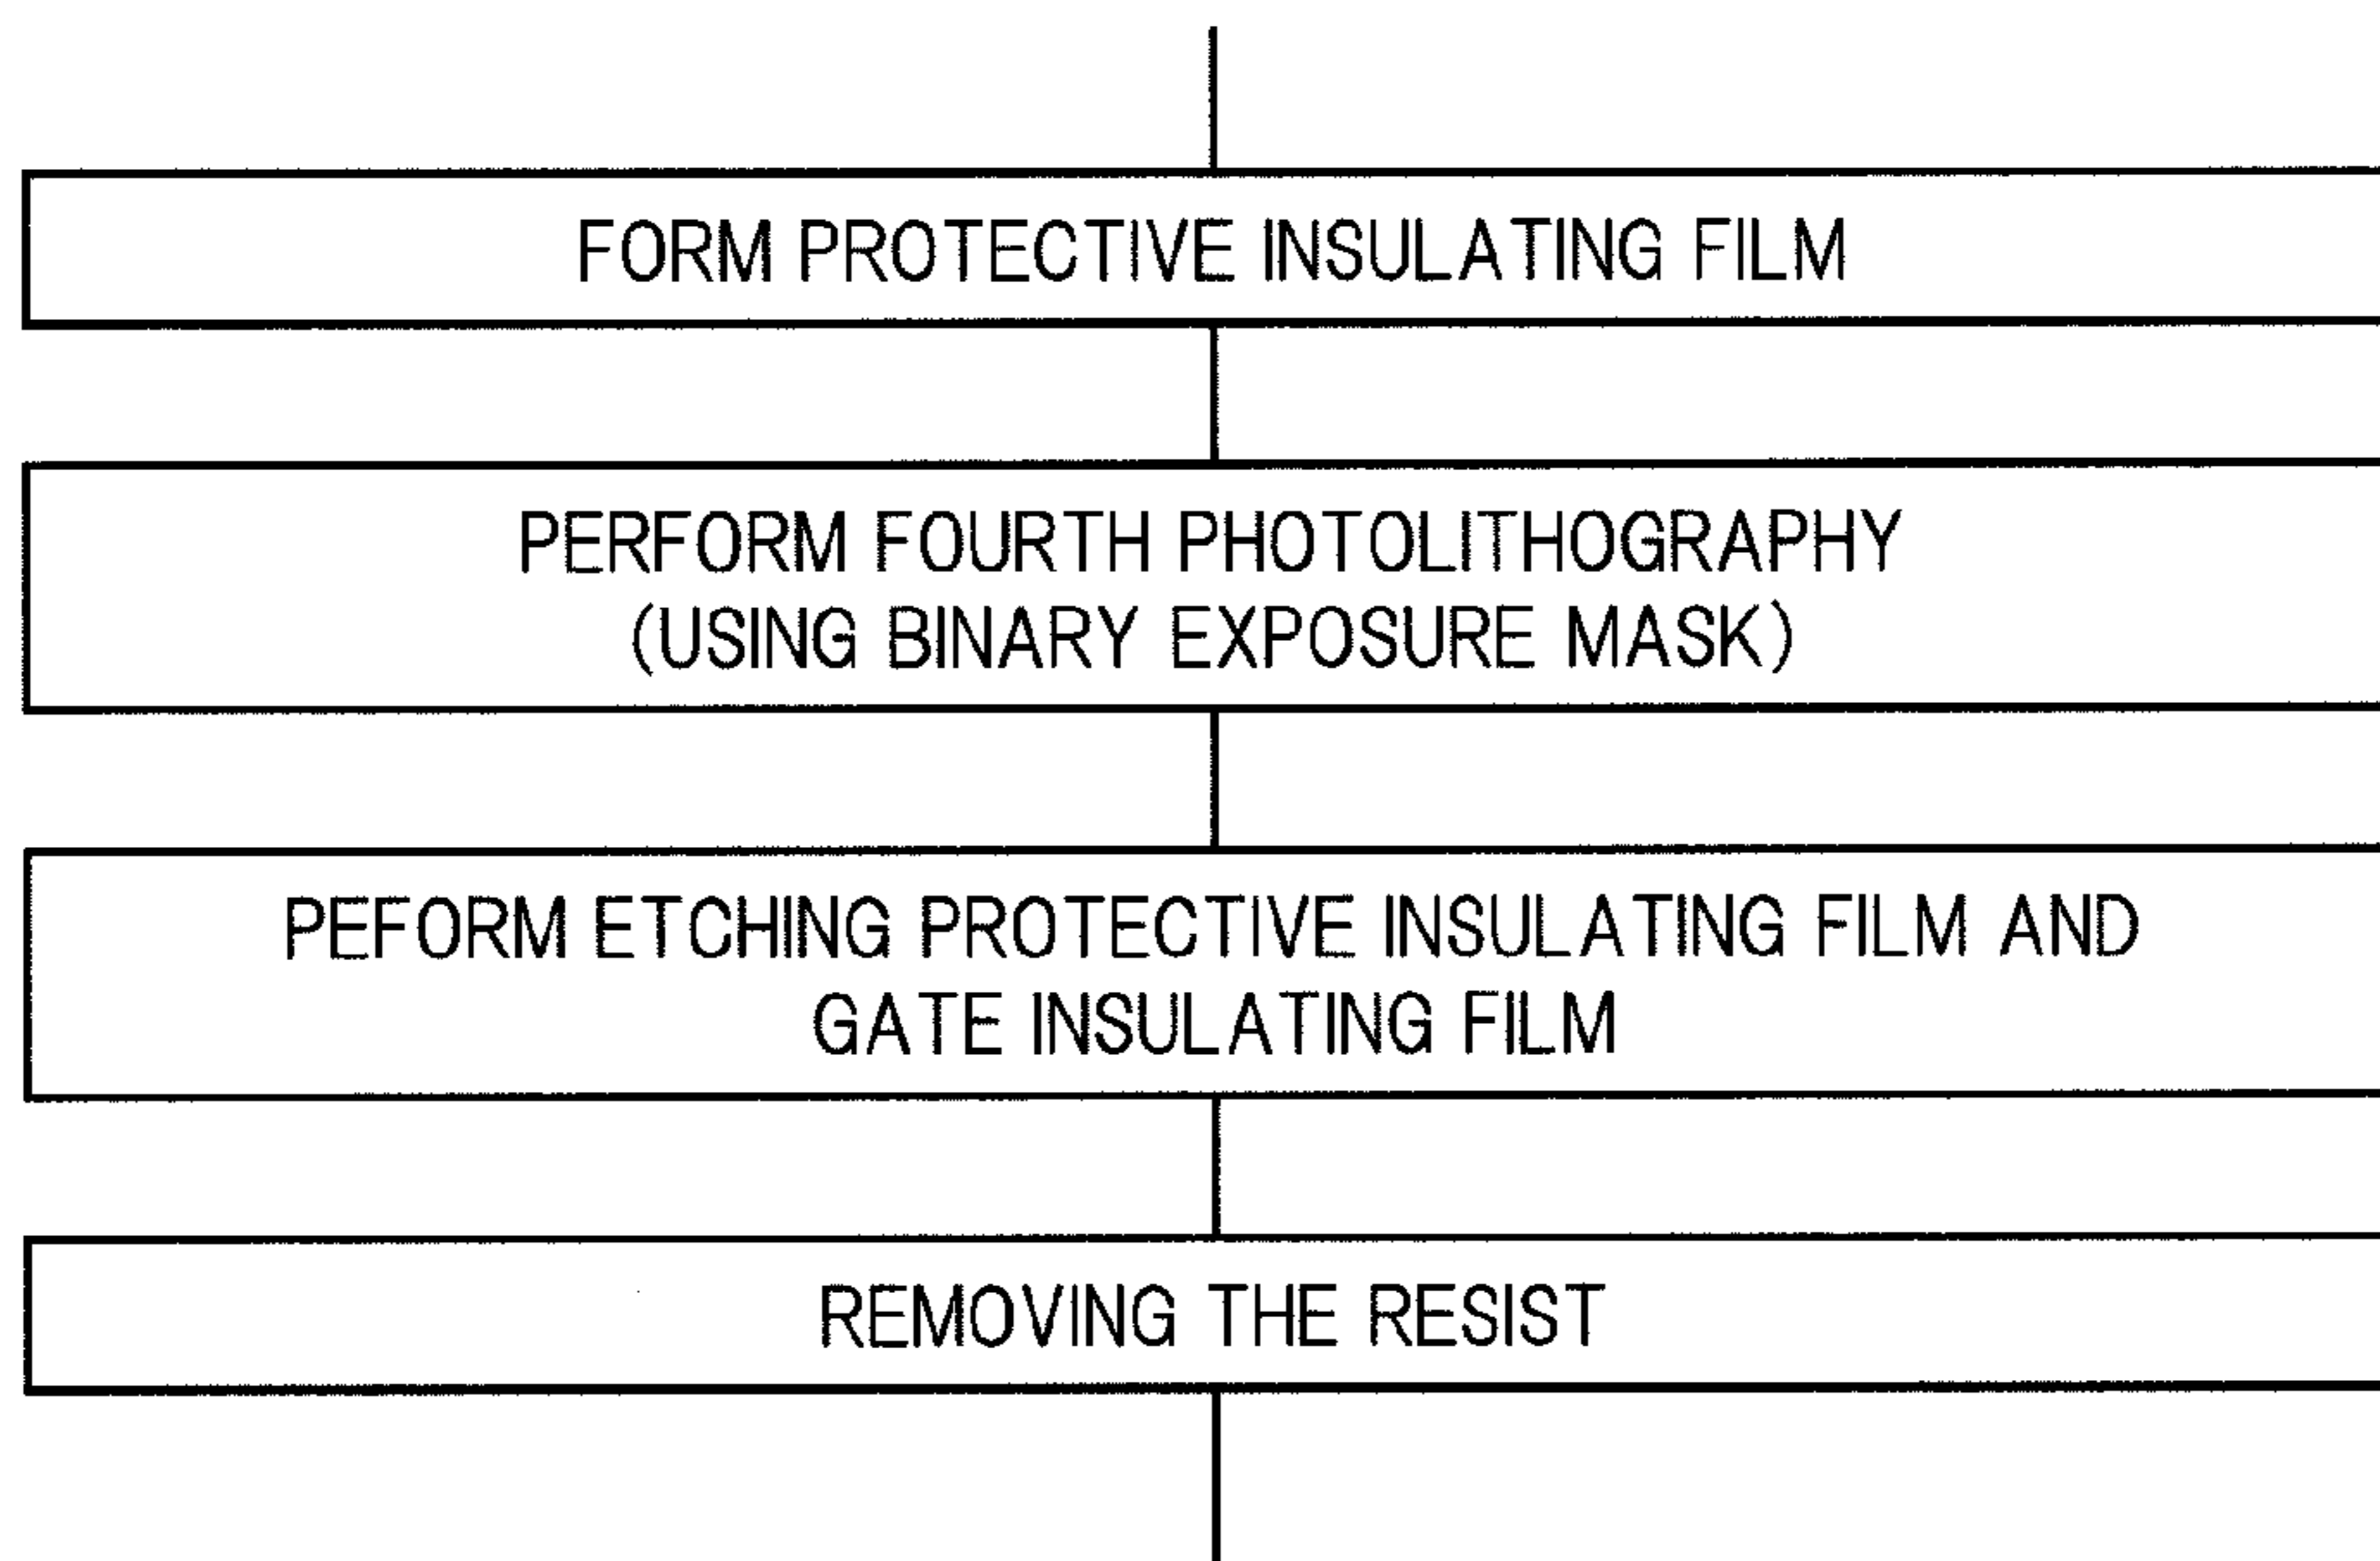 FORM PROTECTIVE INSULATING FILM
PERFORM FOURTH PHOTOLITHOGRAPHY
(USING BINARY EXPOSURE MASK)
PEFORM ETCHING PROTECTIVE INSULATING FILM AND
GATE INSULATING FILM
REMOVING THE RESIST